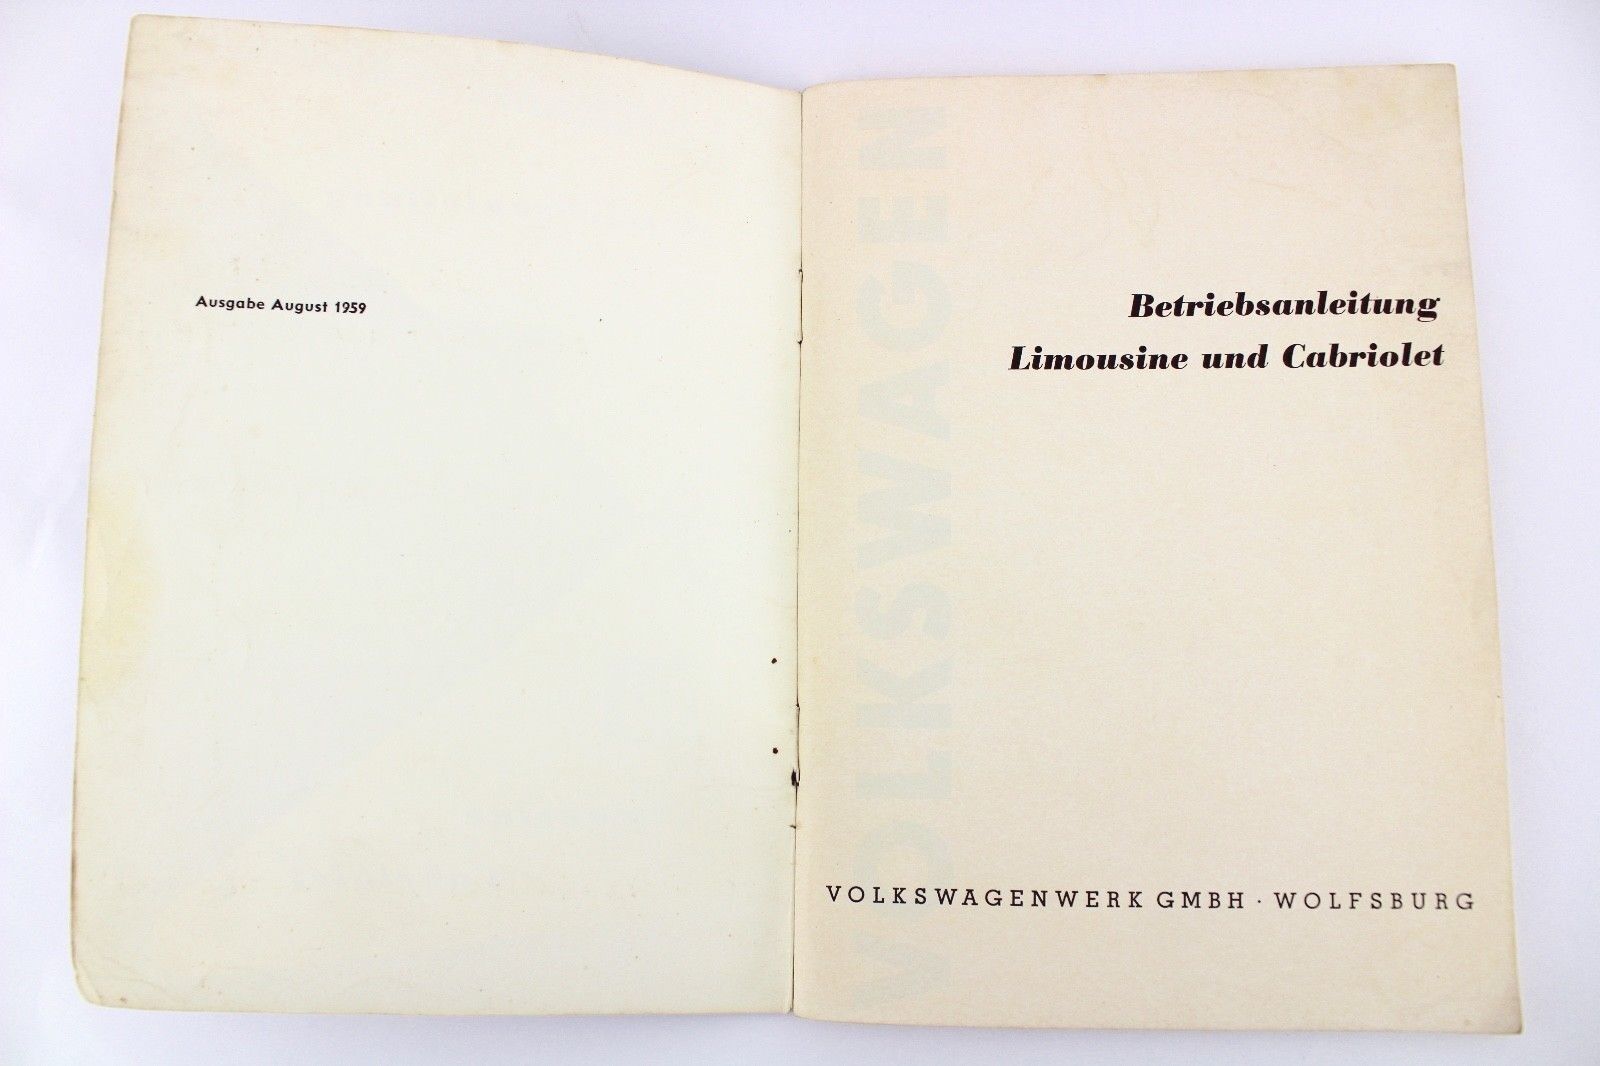 Ausgabe August 1959
Betriebsanleitung
Limousine und Cabriolet
VOLKSWAGEN
VOLKSWAGENWERK GMBH · WOLFSBURG